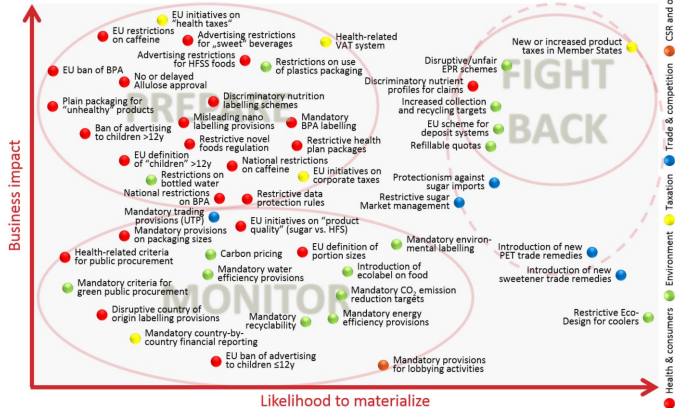 EU initiatives on
"health taxes"
EU restrictions
on caffeine
Advertising restrictions
for „sweet" beverages
Health-related
VAT system
New or increased product
taxes in Member States
Advertising restrictions
for HFSS foods
Restrictions on use
of plastics packaging
Disruptive/unfair
EPR schemes
FIGHT
BACK
EU ban of BPA
No or delayed
Allulose approval
Discriminatory nutrient
profiles for claims
PREPARE
Plain packaging for
"unhealthy" products
Discriminatory nutrition
labelling schemes
Increased collection
and recycling targets
Misleading nano
labelling provisions
Mandatory
BPA labelling
EU scheme for
deposit systems
Ban of advertising
to children >12y
Restrictive novel
foods regulation
Restrictive health
plan packages
Refillable quotas
EU definition
of "children" >12y
National restrictions
on caffeine
Restrictions on
bottled water
EU initiatives on
corporate taxes
Protectionism against
sugar imports
National restrictions
on BPA
Restrictive data
protection rules
Restrictive sugar
Market management
Mandatory trading
provisions (UTP)
EU initiatives on "product
quality" (sugar vs. HFS)
Mandatory provisions
on packaging sizes
Mandatory environ-
mental labelling
Health-related criteria
for public procurement
Carbon pricing
EU definition of
portion sizes
Introduction of new
PET trade remedies
Mandatory water
efficiency provisions
Introduction of
ecolabel on food
Introduction of new
sweetener trade remedies
Mandatory criteria for
green public procurement
MONITOR
Mandatory CO₂ emission
reduction targets
Disruptive country of
origin labelling provisions
Mandatory
recyclability
Mandatory energy
efficiency provisions
Restrictive Eco-
Design for coolers
Mandatory country-by-
country financial reporting
EU ban of advertising
to children ≤12y
Mandatory provisions
for lobbying activities
Business impact
Likelihood to materialize
Health & consumers
Environment
Taxation
Trade & competition
CSR and